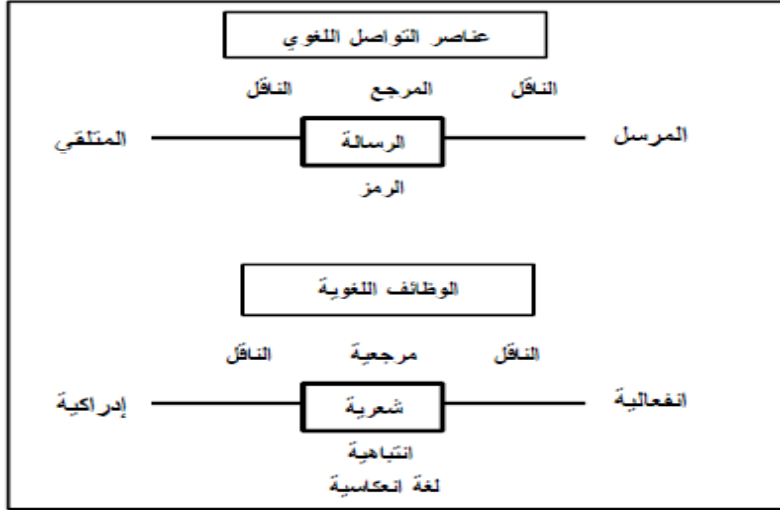 عناصر التواصل اللغوي
الناقل المرجع الناقل
المرسل الرسالة المتلقي
الرمز
الوظائف اللغوية
الناقل مرجعية الناقل
انفعالية شعرية إدراكية
انتباهية
لغة انعكاسية